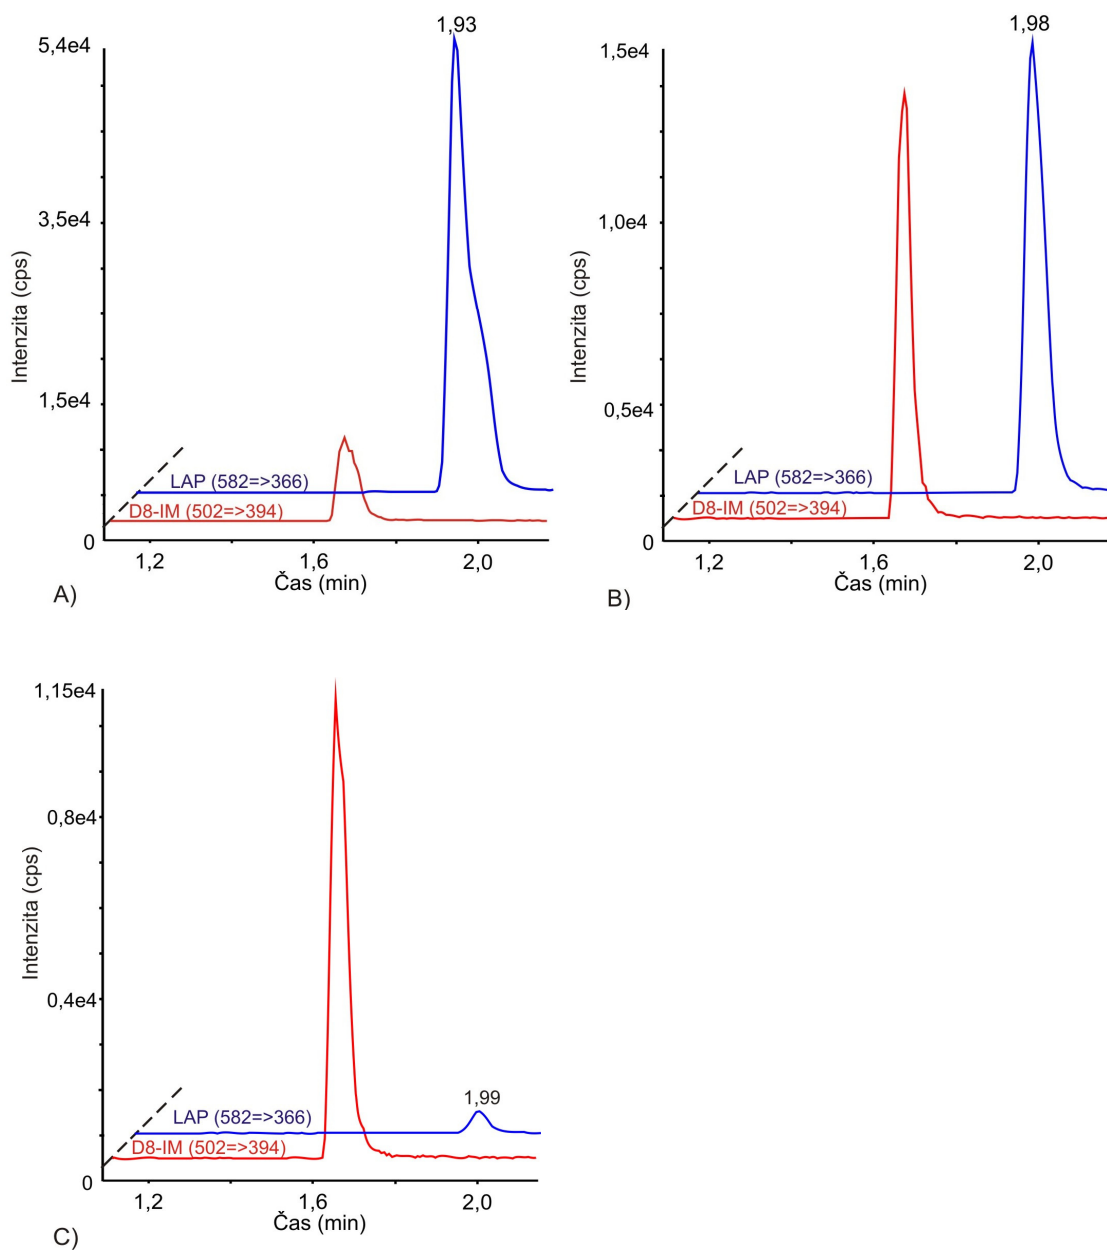 1,93
5,4e4
3,5e4
1,5e4
0
Intenzita (cps)
LAP (582=>366)
D8-IM (502=>394)
1,2
1,6
2,0
Čas (min)
A)
1,98
1,5e4
1,0e4
0,5e4
0
Intenzita (cps)
LAP (582=>366)
D8-IM (502=>394)
1,2
1,6
2,0
Čas (min)
B)
1,15e4
0,8e4
0,4e4
0
Intenzita (cps)
1,99
LAP (582=>366)
D8-IM (502=>394)
1,2
1,6
2,0
Čas (min)
C)